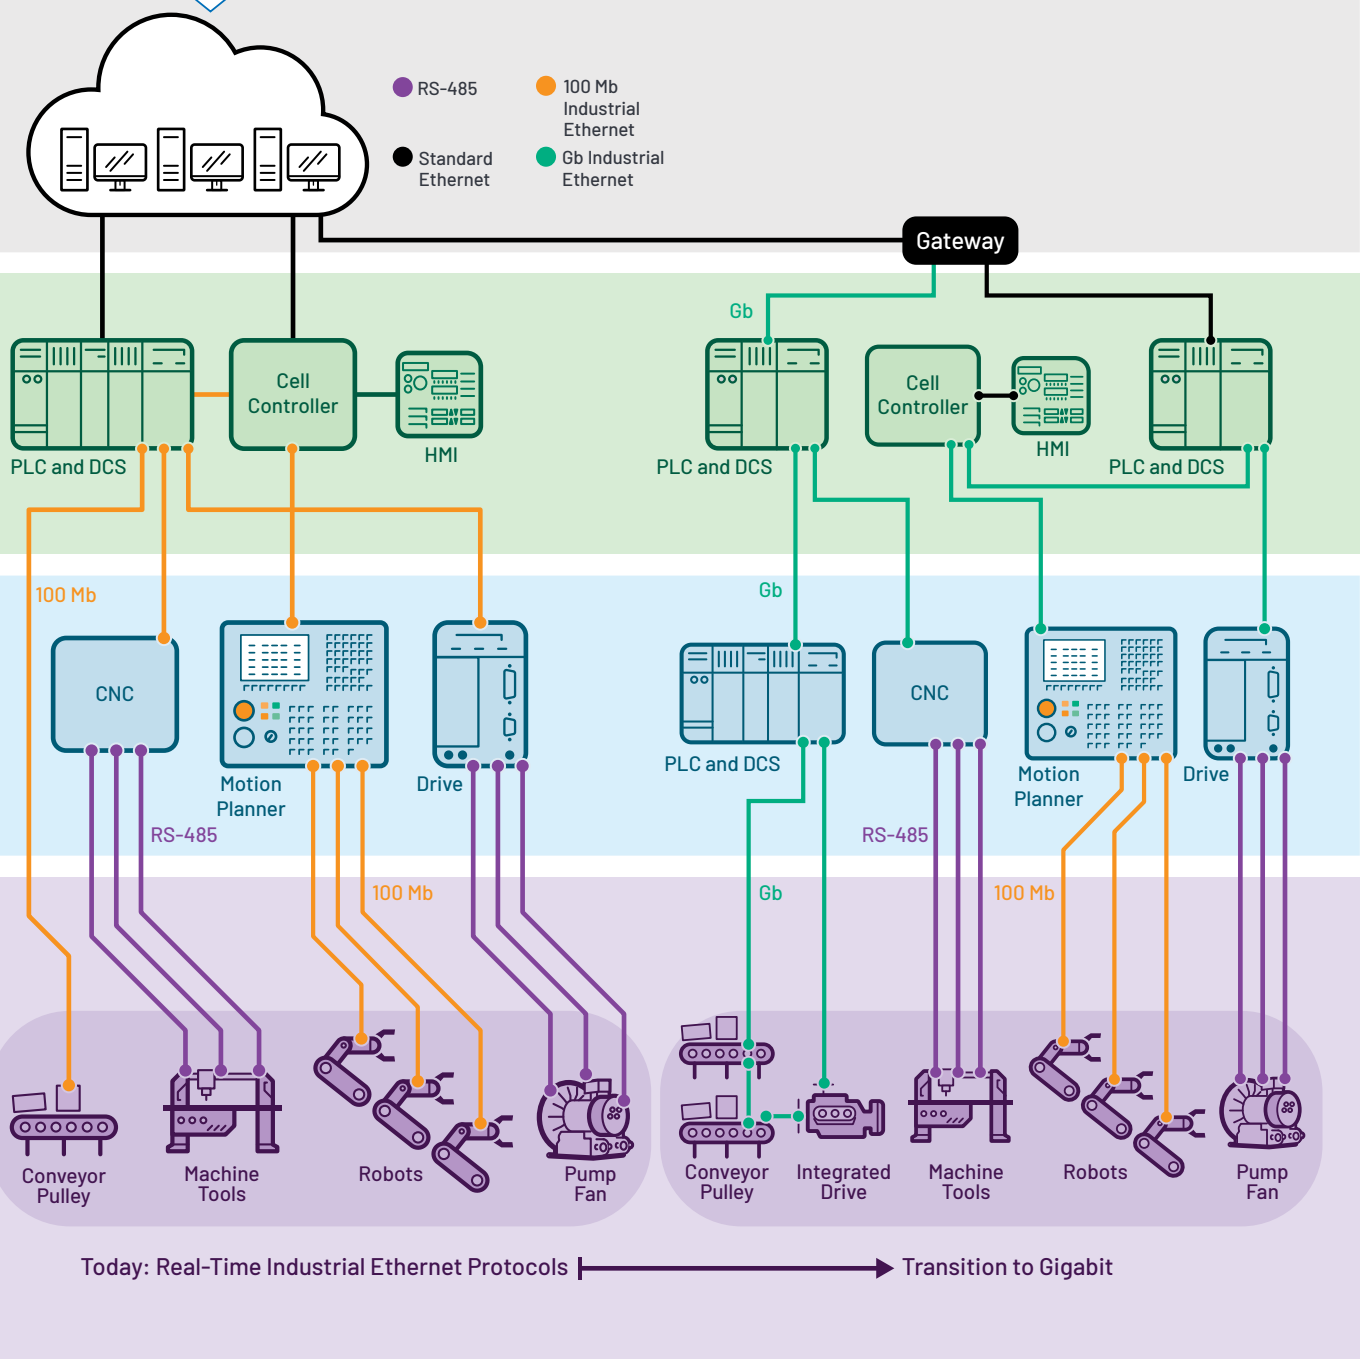 RS-485
100 Mb
Industrial
Ethernet
Standard
Ethernet
Gb Industrial
Ethernet
Gateway
Gb
Cell
Controller
HMI
PLC and DCS
Cell
Controller
HMI
PLC and DCS
PLC and DCS
100 Mb
Gb
CNC
Motion
Planner
Drive
RS-485
PLC and DCS
CNC
Motion
Planner
Drive
RS-485
100 Mb
Gb
100 Mb
Conveyor
Pulley
Machine
Tools
Robots
Pump
Fan
Conveyor
Pulley
Integrated
Drive
Machine
Tools
Robots
Pump
Fan
Today: Real-Time Industrial Ethernet Protocols
Transition to Gigabit